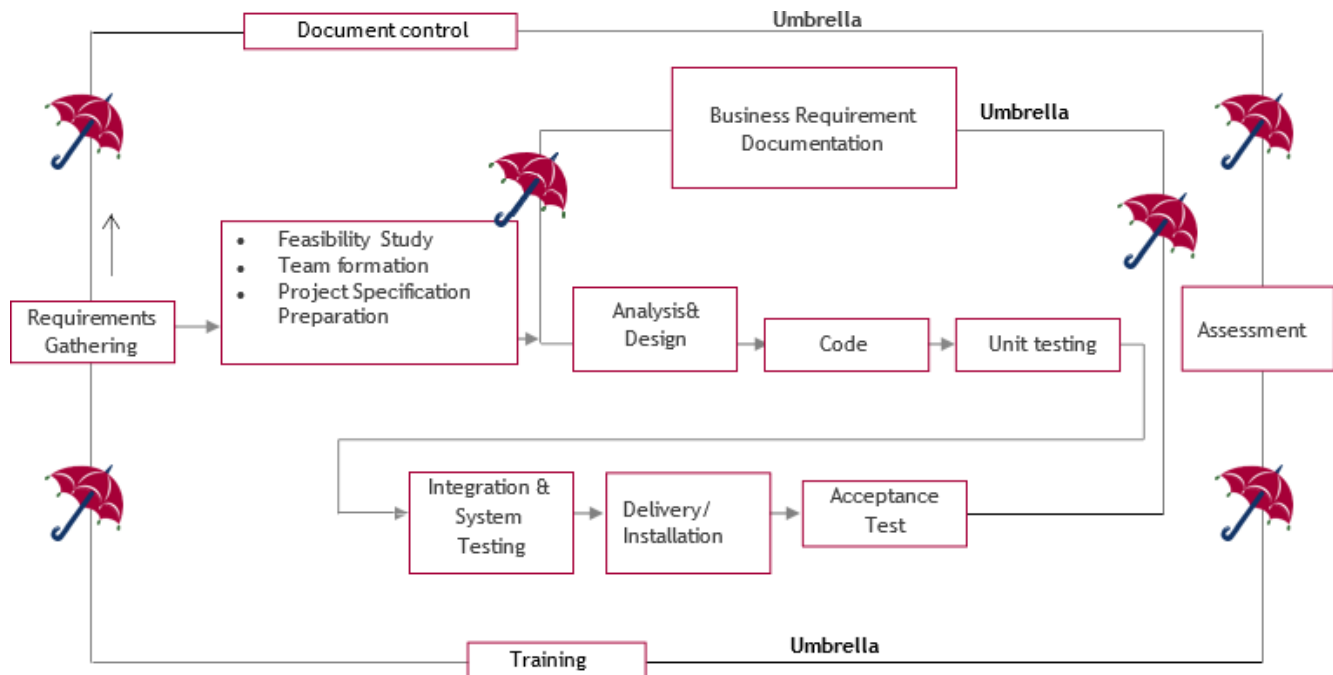 Umbrella
Document control
Business Requirement
Documentation
Umbrella
• Feasibility Study
• Team formation
• Project Specification
Preparation
Requirements
Gathering
Analysis&
Design
Code
Unit testing
Assessment
Integration &
System
Testing
Delivery/
Installation
Acceptance
Test
Umbrella
Training